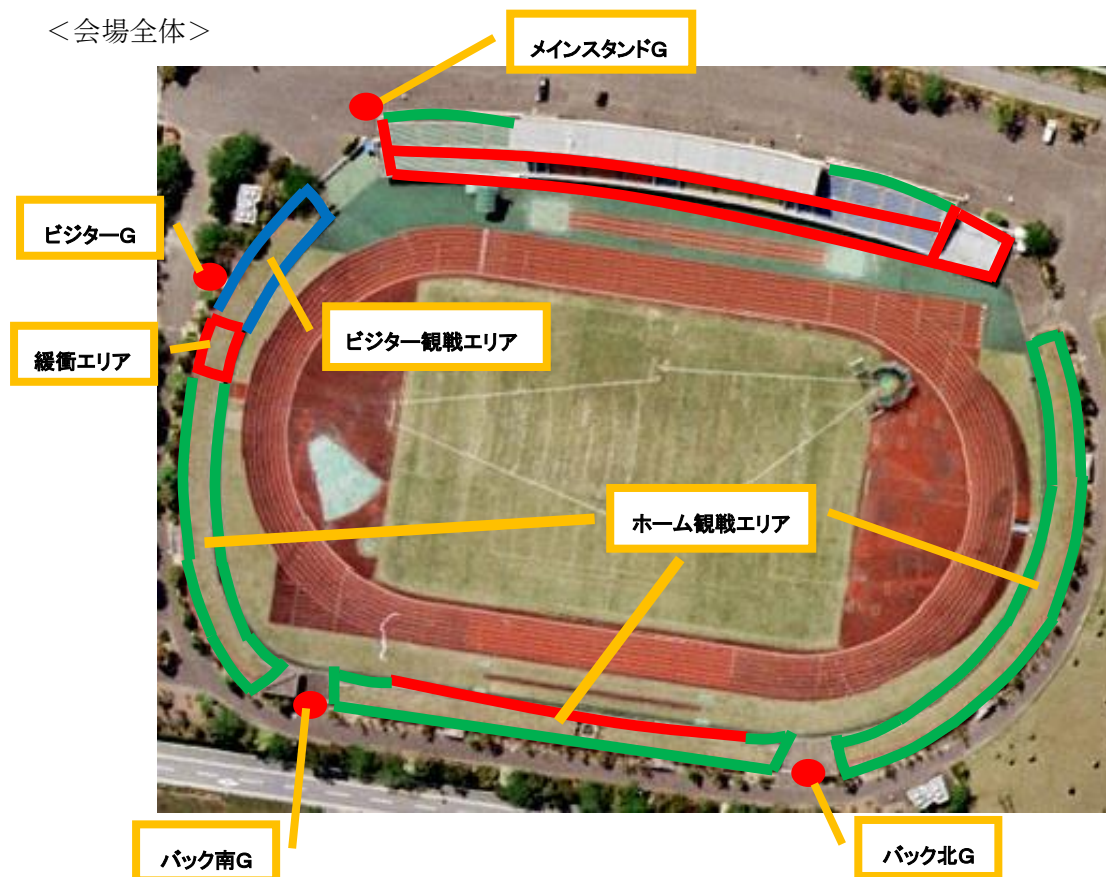 ＜会場全体＞
メインスタンドG
ビジターG
ビジター観戦エリア
緩衝エリア
ホーム観戦エリア
バック南G
バック北G